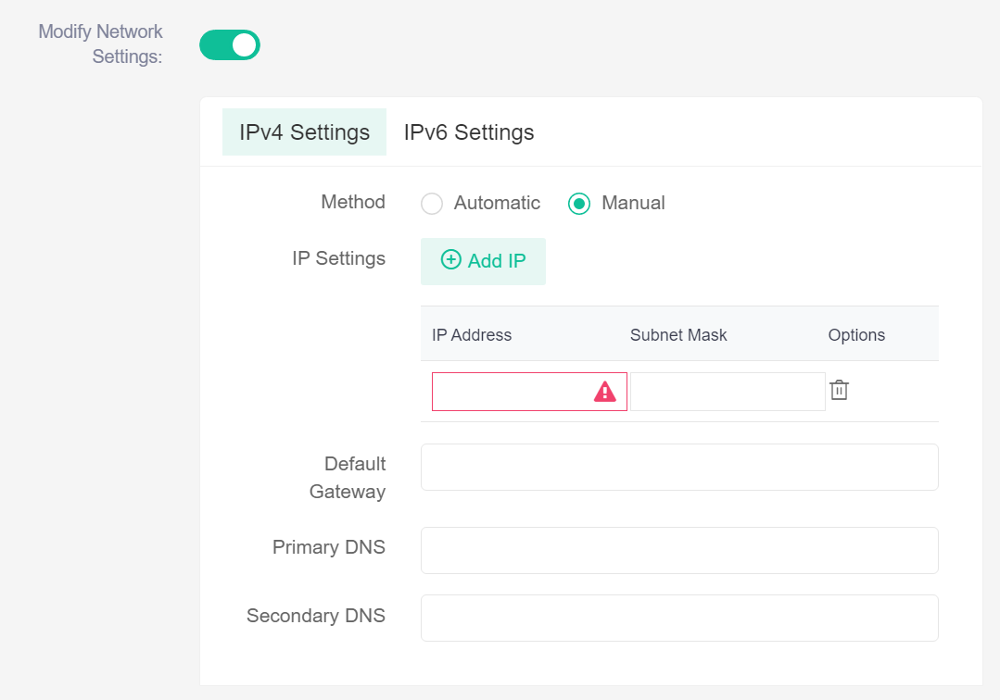 Modify Network
Settings:
IPv4 Settings IPv6 Settings
Method Automatic Manual
IP Settings Add IP
IP Address Subnet Mask Options
Default
Gateway
Primary DNS
Secondary DNS